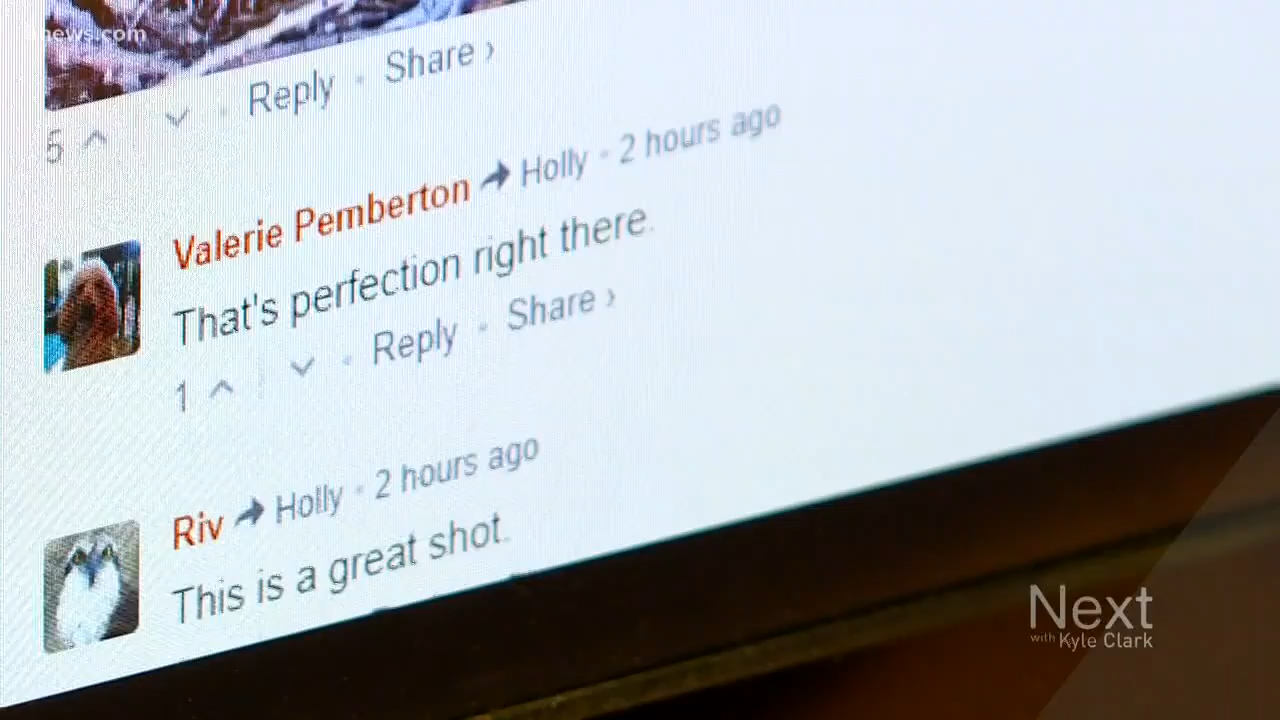 9news.com
Reply • Share ›
5
Valerie Pemberton → Holly • 2 hours ago
That's perfection right there.
1 • Reply • Share ›
Riv → Holly • 2 hours ago
This is a great shot.
Next
with Kyle Clark